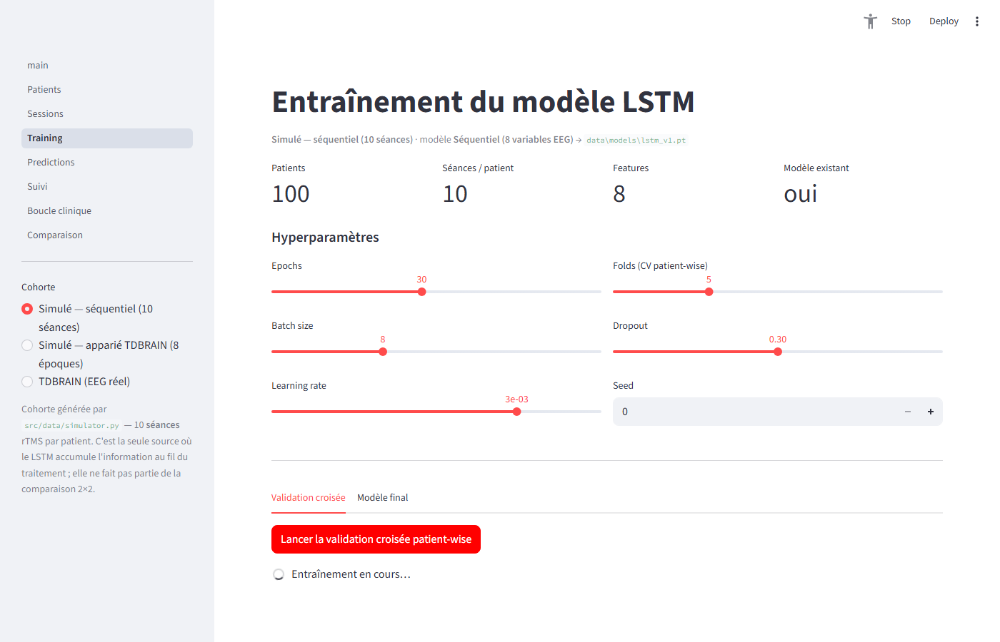 Stop
Deploy
main
Patients
Sessions
Training
Predictions
Suivi
Boucle clinique
Comparaison
Cohorte
Simulé — séquentiel (10
séances)
Simulé — apparié TDBRAIN (8
époques)
TDBRAIN (EEG réel)
Cohorte générée par
src/data/simulator.py — 10 séances
rTMS par patient. C'est la seule source où
le LSTM accumule l'information au fil du
traitement ; elle ne fait pas partie de la
comparaison 2×2.
Entraînement du modèle LSTM
Simulé — séquentiel (10 séances) · modèle Séquentiel (8 variables EEG) → data\models\lstm_v1.pt
Patients
Séances / patient
Features
Modèle existant
100
10
8
oui
Hyperparamètres
Epochs
30
Folds (CV patient-wise)
5
Batch size
8
Dropout
0.30
Learning rate
3e-03
Seed
0
Validation croisée
Modèle final
Lancer la validation croisée patient-wise
Entraînement en cours…